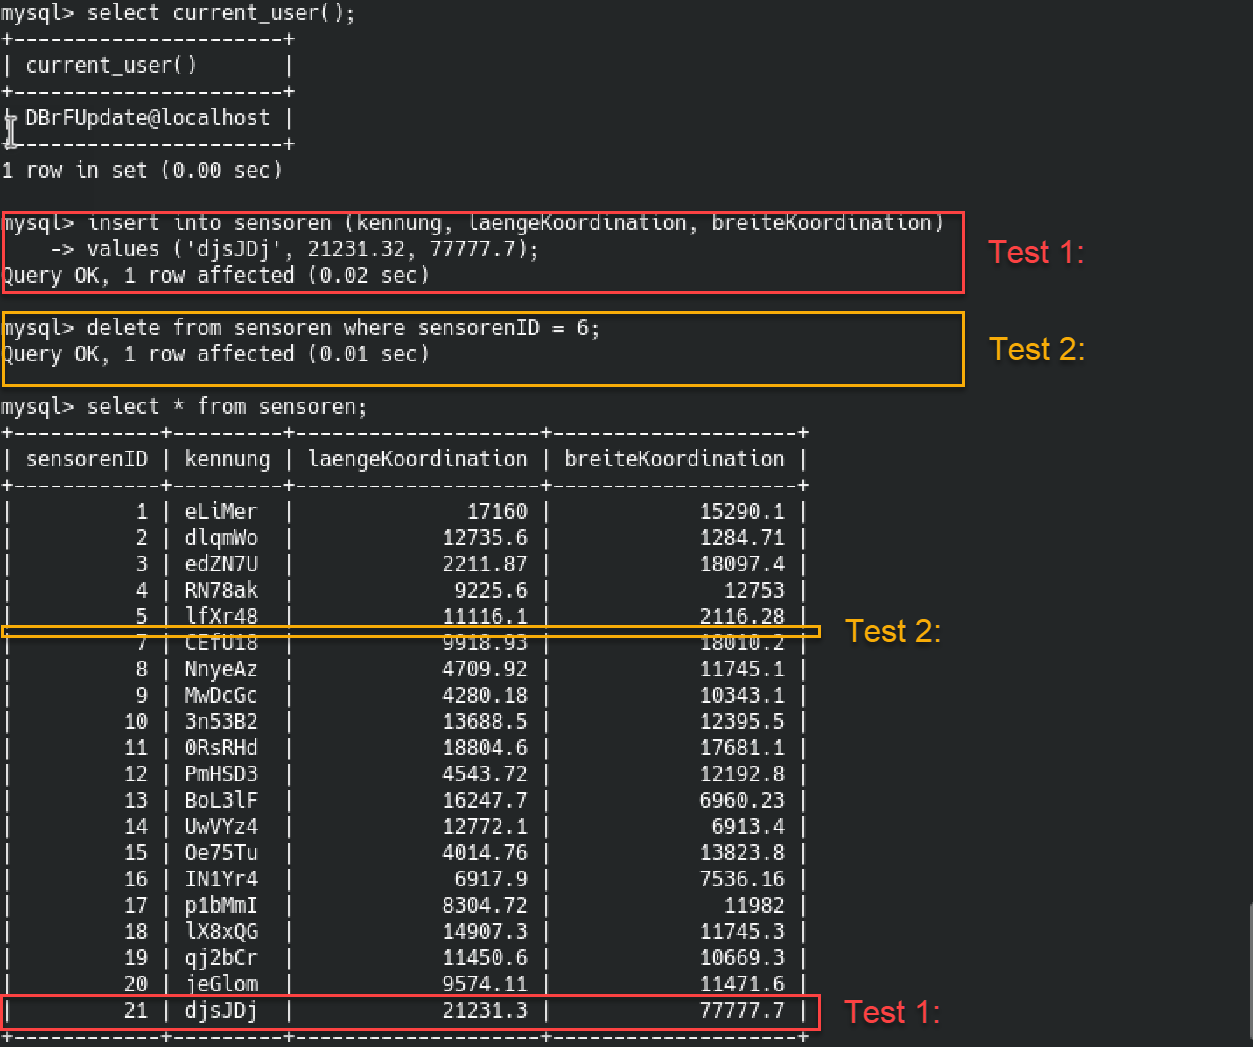 mysql> select current_user();
+----------------------+
| current_user()       |
+----------------------+
| DBrFUpdate@localhost |
+----------------------+
1 row in set (0.00 sec)
mysql> insert into sensoren (kennung, laengeKoordination, breiteKoordination)
    -> values ('djsJDj', 21231.32, 77777.7);
Test 1:
Query OK, 1 row affected (0.02 sec)
mysql> delete from sensoren where sensorenID = 6;
Test 2:
Query OK, 1 row affected (0.01 sec)
mysql> select * from sensoren;
+------------+---------+--------------------+--------------------+
| sensorenID | kennung | laengeKoordination | breiteKoordination |
+------------+---------+--------------------+--------------------+
|          1 | eLiMer  |              17160 |            15290.1 |
|          2 | dlqmWo  |            12735.6 |            1284.71 |
|          3 | edZN7U  |            2211.87 |            18097.4 |
|          4 | RN78ak  |             9225.6 |              12753 |
|          5 | lfXr48  |            11116.1 |            2116.28 |
Test 2:
|          7 | CEfU18  |            9918.93 |            18010.2 |
|          8 | NnyeAz  |            4709.92 |            11745.1 |
|          9 | MwDcGc  |            4280.18 |            10343.1 |
|         10 | 3n53B2  |            13688.5 |            12395.5 |
|         11 | 0RsRHd  |            18804.6 |            17681.1 |
|         12 | PmHSD3  |            4543.72 |            12192.8 |
|         13 | BoL3lF  |            16247.7 |            6960.23 |
|         14 | UwVYz4  |            12772.1 |             6913.4 |
|         15 | Oe75Tu  |            4014.76 |            13823.8 |
|         16 | IN1Yr4  |             6917.9 |            7536.16 |
|         17 | p1bMmI  |            8304.72 |              11982 |
|         18 | lX8xQG  |            14907.3 |            11745.3 |
|         19 | qj2bCr  |            11450.6 |            10669.3 |
|         20 | jeGlom  |            9574.11 |            11471.6 |
|         21 | djsJDj  |            21231.3 |            77777.7 |
Test 1:
+------------+---------+--------------------+--------------------+